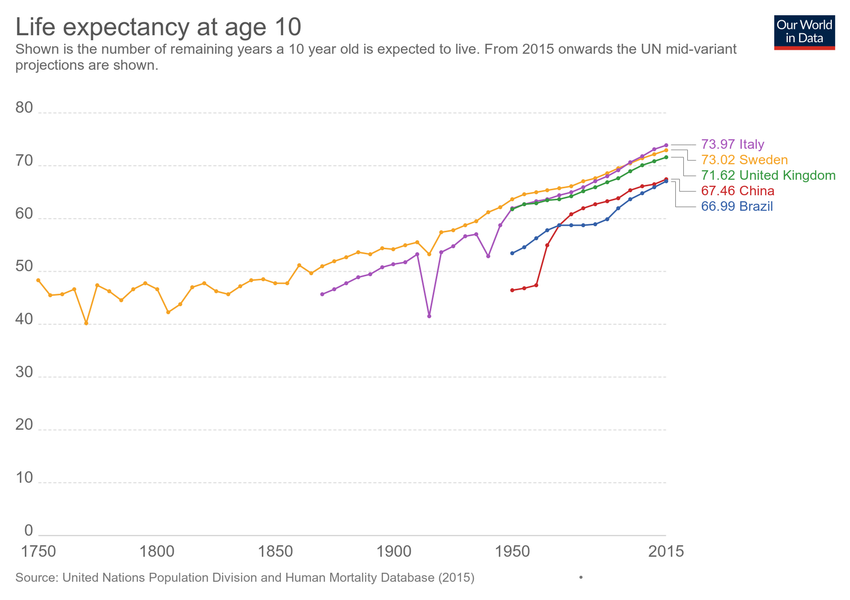 Life expectancy at age 10
Our World
in Data
Shown is the number of remaining years a 10 year old is expected to live. From 2015 onwards the UN mid-variant
projections are shown.
80
70
60
50
40
30
20
10
0
73.97 Italy
73.02 Sweden
71.62 United Kingdom
67.46 China
66.99 Brazil
1750 1800 1850 1900 1950 2015
Source: United Nations Population Division and Human Mortality Database (2015) •